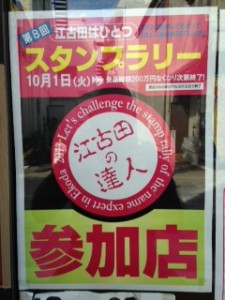 第8回
江古田はひとつ
スタンプラリー
10月1日(火)
2013 Let's challenge the stamp rally of the name expert in Ekoda
江古田
の
達人
参加店